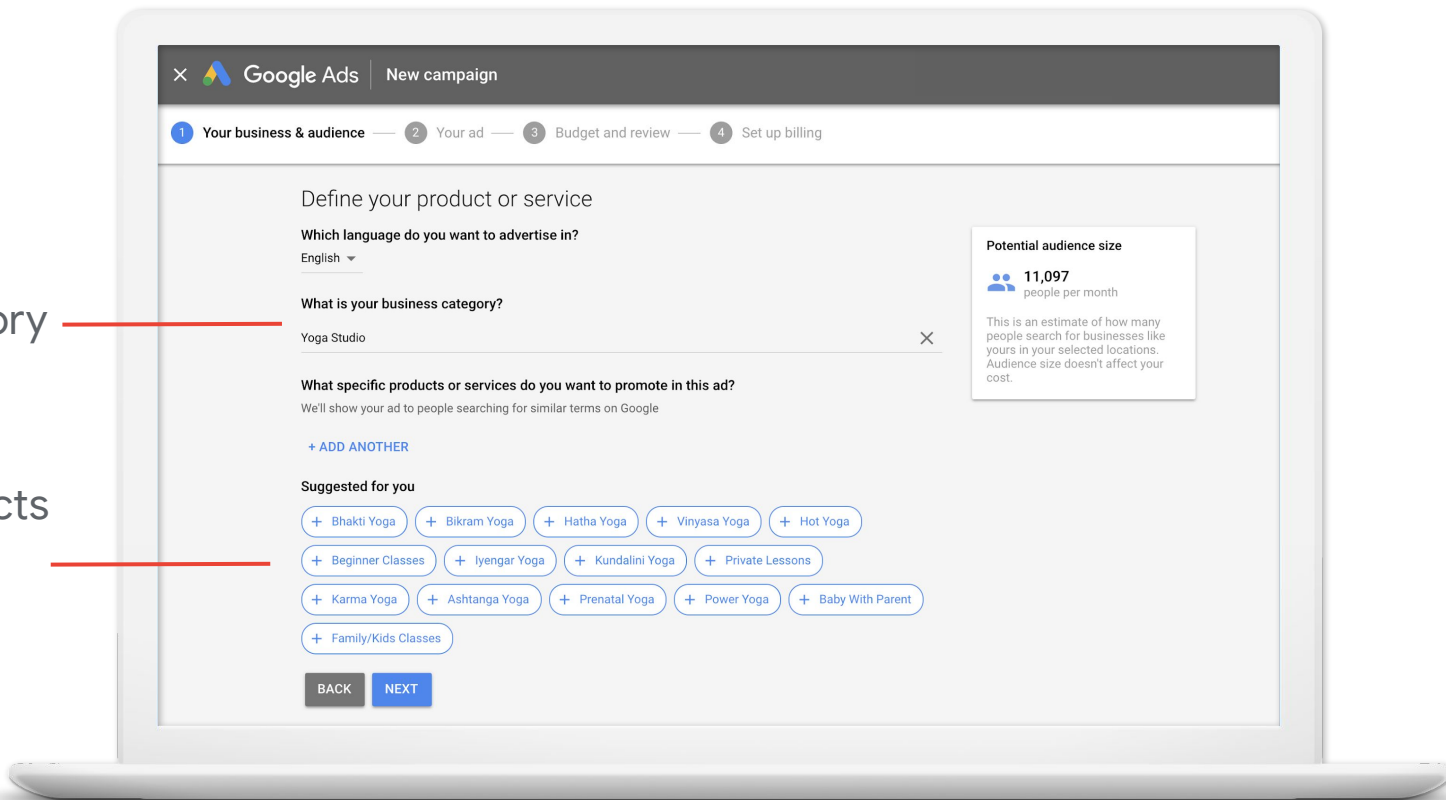 Google Ads New campaign
1 Your business & audience 2 Your ad 3 Budget and review 4 Set up billing
Define your product or service
Which language do you want to advertise in?
English
What is your business category?
Yoga Studio
What specific products or services do you want to promote in this ad?
We'll show your ad to people searching for similar terms on Google
+ ADD ANOTHER
Suggested for you
+ Bhakti Yoga + Bikram Yoga + Hatha Yoga + Vinyasa Yoga + Hot Yoga
+ Beginner Classes + Iyengar Yoga + Kundalini Yoga + Private Lessons
+ Karma Yoga + Ashtanga Yoga + Prenatal Yoga + Power Yoga + Baby With Parent
+ Family/Kids Classes
BACK NEXT
Potential audience size
11,097
people per month
This is an estimate of how many
people search for businesses like
yours in your selected locations.
Audience size doesn't affect your
cost.
ory
cts